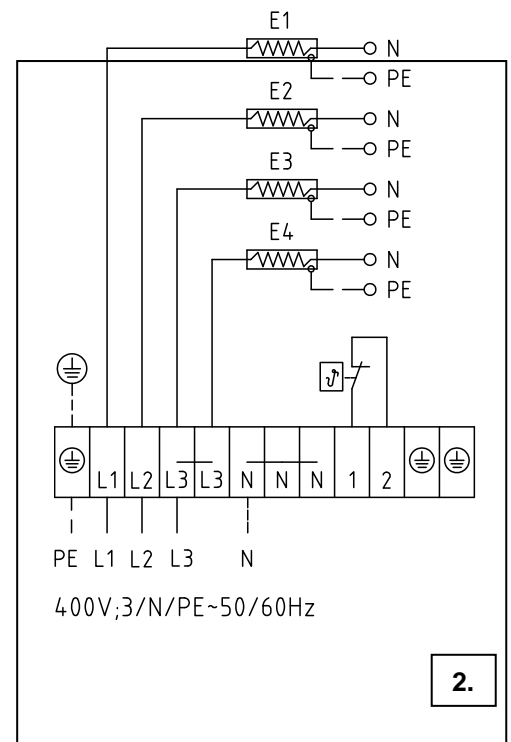 E1
N
PE
E2
N
PE
E3
N
PE
E4
N
PE
ϑ
L1 L2 L3 L3 N N N 1 2
PE L1 L2 L3 N
400V;3/N/PE~50/60Hz
2.